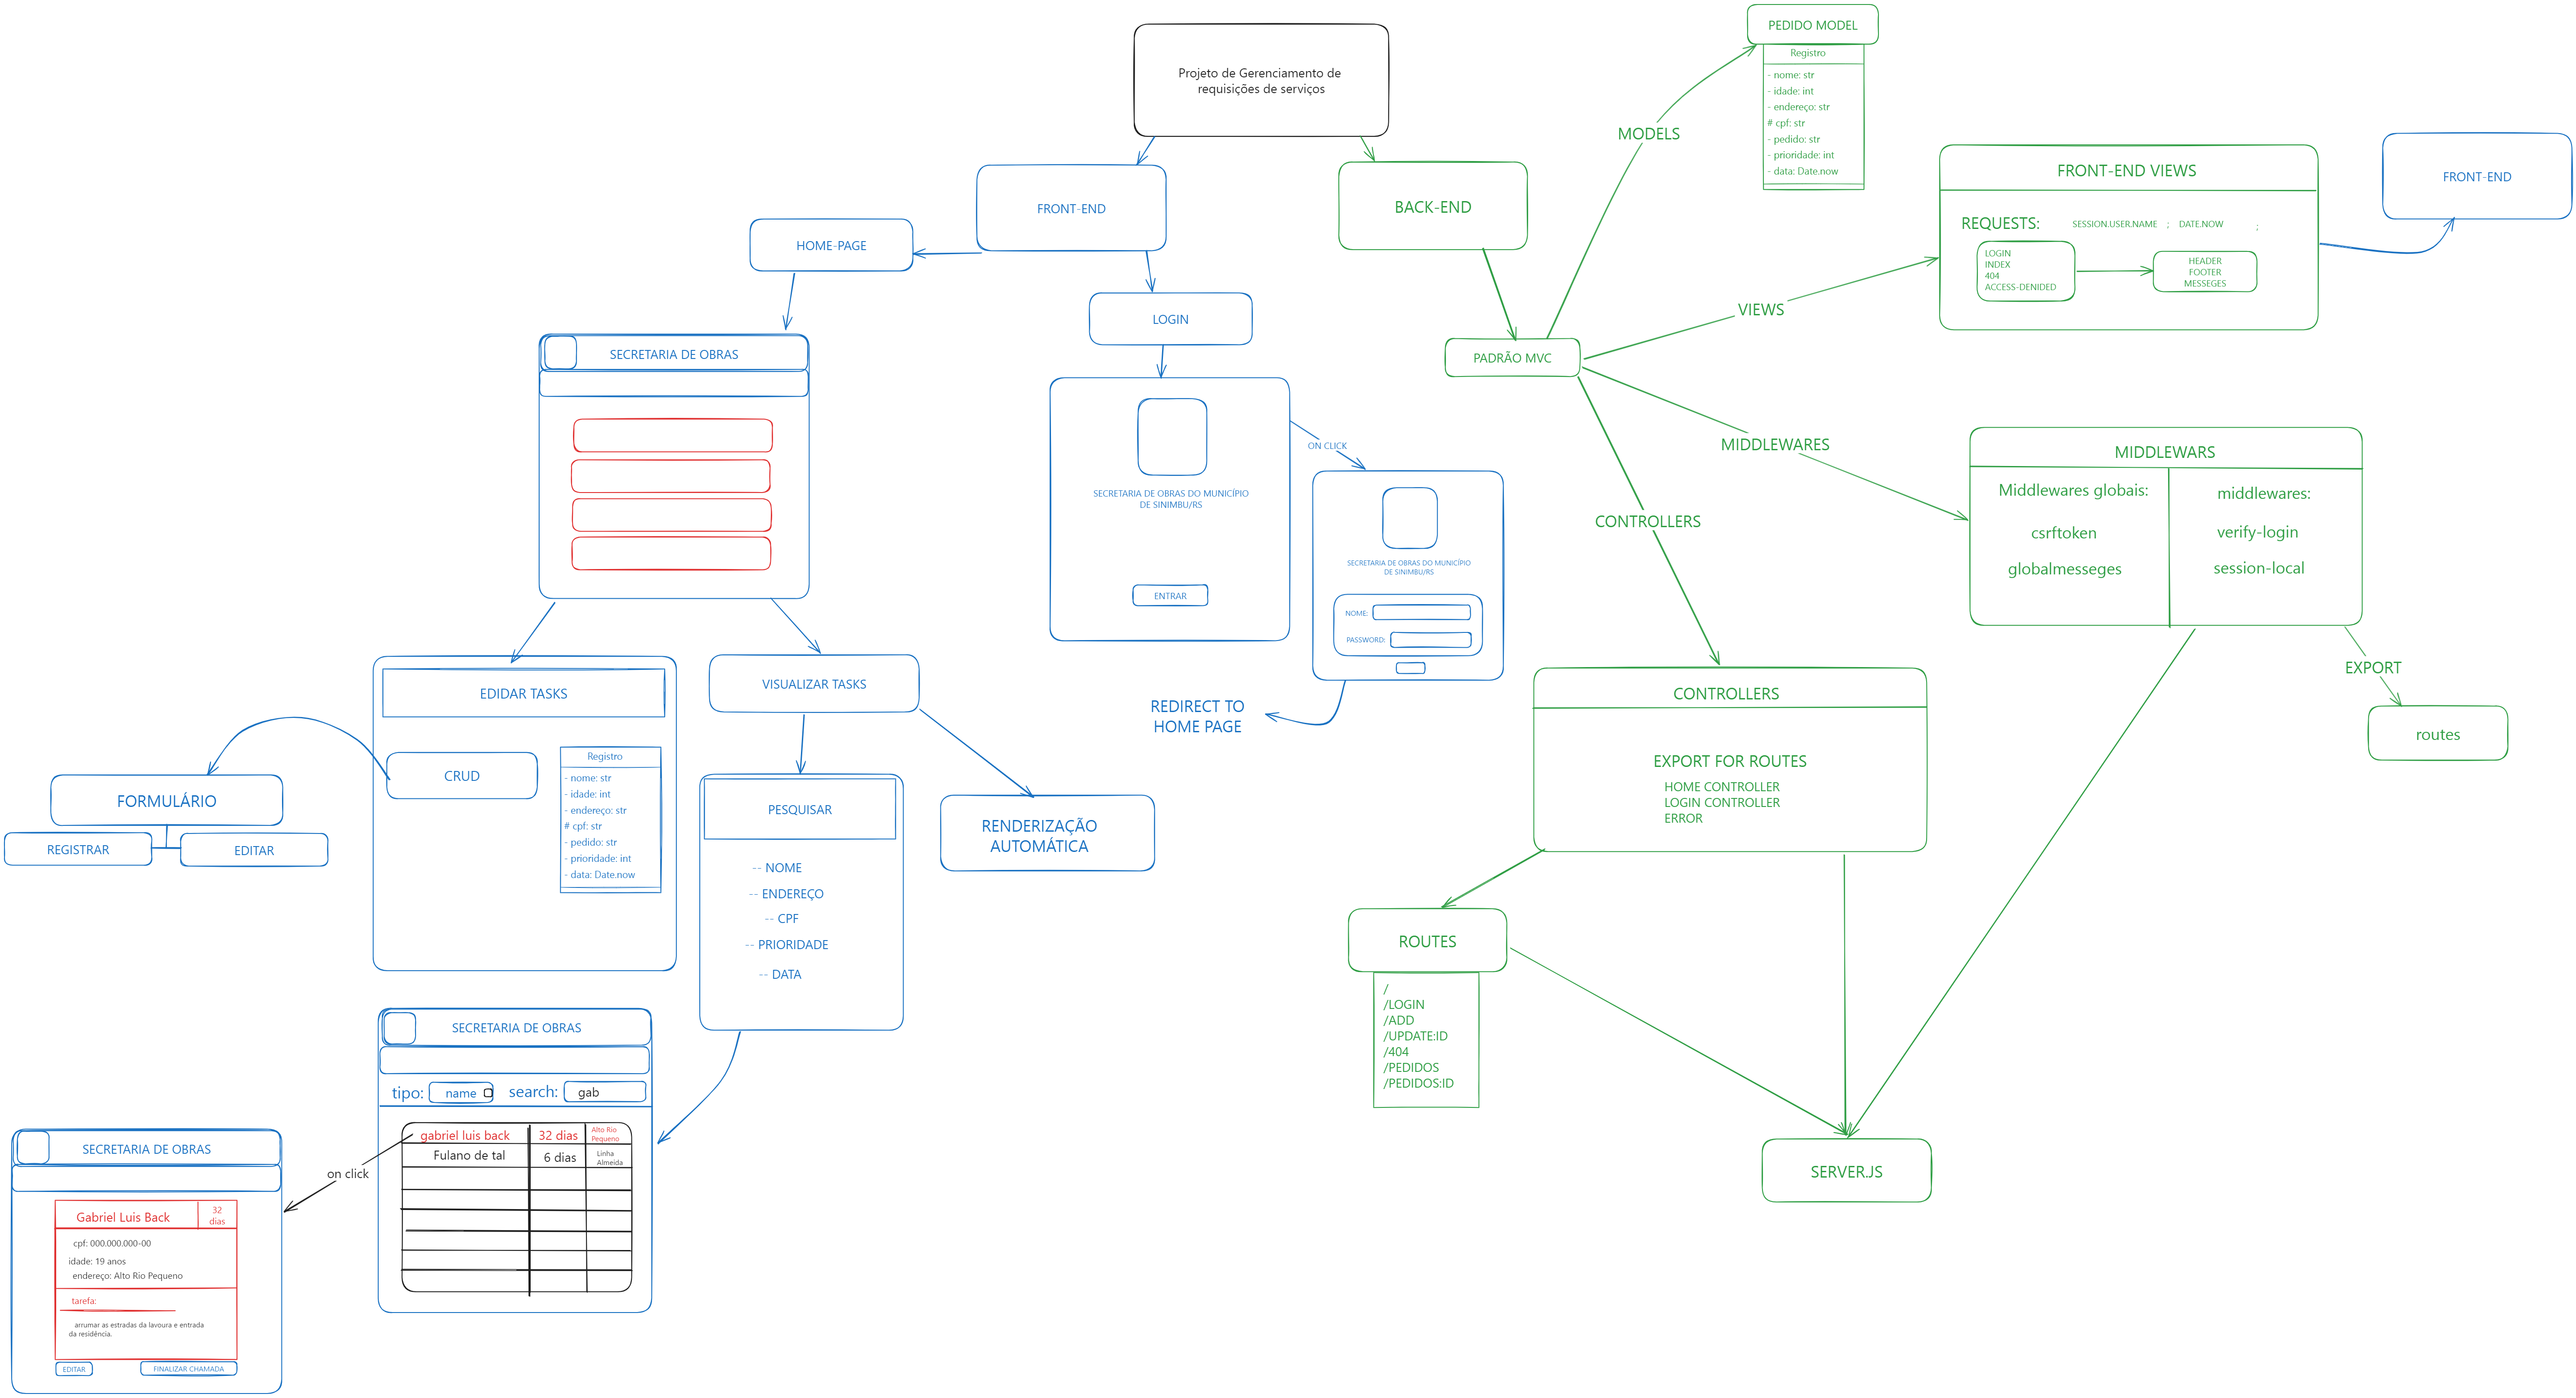 Projeto de Gerenciamento de
requisições de serviços
FRONT-END
HOME-PAGE
LOGIN
SECRETARIA DE OBRAS
SECRETARIA DE OBRAS DO MUNICÍPIO
DE SINIMBU/RS
ENTRAR
ON CLICK
SECRETARIA DE OBRAS DO MUNICÍPIO
DE SINIMBU/RS
NOME:
PASSWORD:
REDIRECT TO
HOME PAGE
EDIDAR TASKS
CRUD
Registro
- nome: str
- idade: int
- endereço: str
# cpf: str
- pedido: str
- prioridade: int
- data: Date.now
FORMULÁRIO
REGISTRAR
EDITAR
VISUALIZAR TASKS
PESQUISAR
-- NOME
-- ENDEREÇO
-- CPF
-- PRIORIDADE
-- DATA
RENDERIZAÇÃO
AUTOMÁTICA
SECRETARIA DE OBRAS
tipo: name search: gab
gabriel luis back 32 dias Alto Rio
Pequeno
Fulano de tal 6 dias Linha
Almeida
on click
SECRETARIA DE OBRAS
Gabriel Luis Back 32
dias
cpf: 000.000.000-00
idade: 19 anos
endereço: Alto Rio Pequeno
tarefa:
arrumar as estradas da lavoura e entrada
da residência.
EDITAR
FINALIZAR CHAMADA
BACK-END
PADRÃO MVC
MODELS
PEDIDO MODEL
Registro
- nome: str
- idade: int
- endereço: str
# cpf: str
- pedido: str
- prioridade: int
- data: Date.now
VIEWS
FRONT-END VIEWS
REQUESTS: SESSION.USER.NAME ; DATE.NOW ;
LOGIN
INDEX
404
ACCESS-DENIDED
HEADER
FOOTER
MESSEGES
FRONT-END
MIDDLEWARES
MIDDLEWARS
Middlewares globais:
csrftoken
globalmesseges
middlewares:
verify-login
session-local
EXPORT
routes
CONTROLLERS
CONTROLLERS
EXPORT FOR ROUTES
HOME CONTROLLER
LOGIN CONTROLLER
ERROR
ROUTES
/
/LOGIN
/ADD
/UPDATE:ID
/404
/PEDIDOS
/PEDIDOS:ID
SERVER.JS